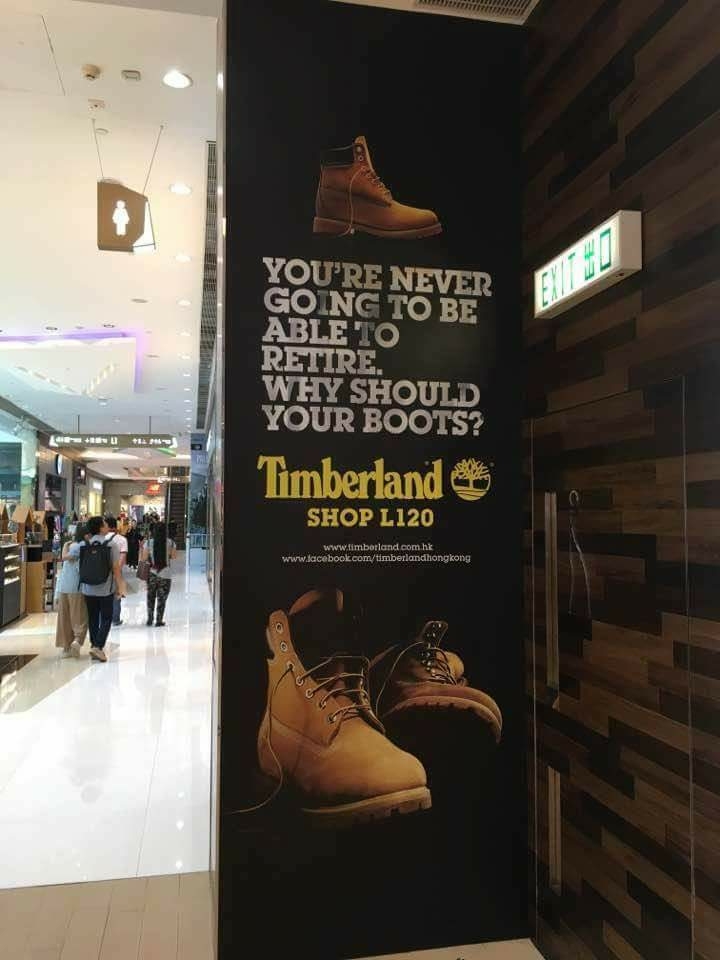 YOU'RE NEVER
GOING TO BE
ABLE TO
RETIRE.
WHY SHOULD
YOUR BOOTS?
Timberland
SHOP L120
www.timberland.com.hk
www.facebook.com/timberlandhongkong
EXIT 出口